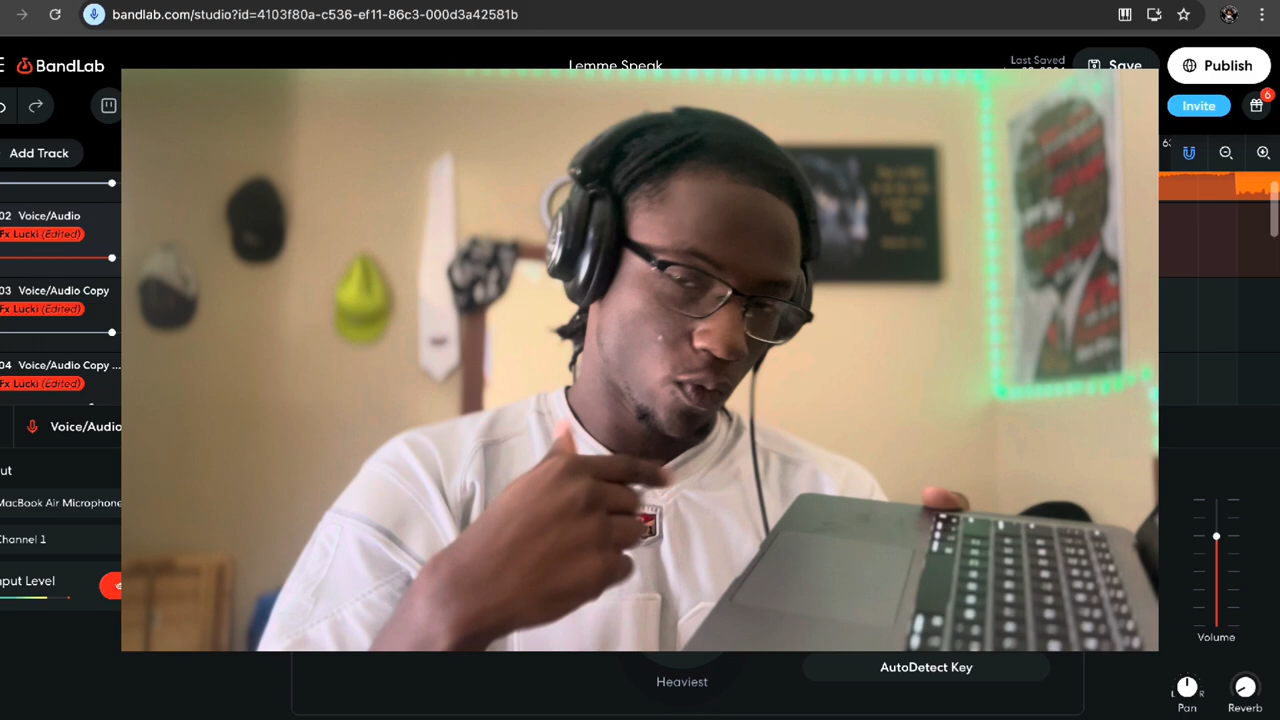 bandlab.com/studio?id=4103f80a-c536-ef11-86c3-000d3a42581b
BandLab
Lemme Speak
Last Saved
Save
Publish
Invite
6
Add Track
02 Voice/Audio
Fx Lucki (Edited)
03 Voice/Audio Copy
Fx Lucki (Edited)
04 Voice/Audio Copy ...
Fx Lucki (Edited)
Voice/Audio
MacBook Air Microphone
Channel 1
Input Level
Volume
AutoDetect Key
Heaviest
L R
Pan
Reverb